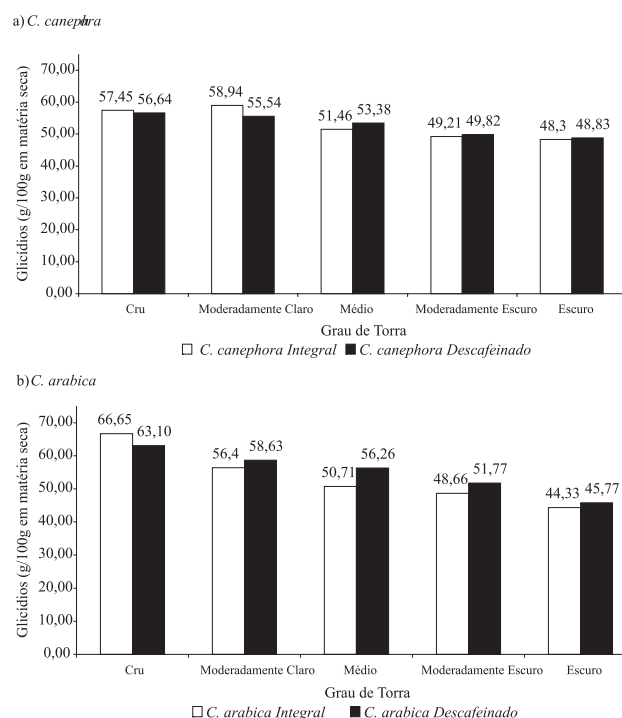 a) C. canephora
Glicídios (g/100g em matéria seca)
70,00
60,00
50,00
40,00
30,00
20,00
10,00
0,00
57,45 56,64
58,94 55,54
51,46 53,38
49,21 49,82
48,3 48,83
Cru Moderadamente Claro Médio Moderadamente Escuro Escuro
Grau de Torra
C. canephora Integral C. canephora Descafeinado
b) C. arabica
Glicídios (g/100g em matéria seca)
70,00
60,00
50,00
40,00
30,00
20,00
10,00
0,00
66,65 63,10
56,4 58,63
50,71 56,26
48,66 51,77
44,33 45,77
Cru Moderadamente Claro Médio Moderadamente Escuro Escuro
Grau de Torra
C. arabica Integral C. arabica Descafeinado